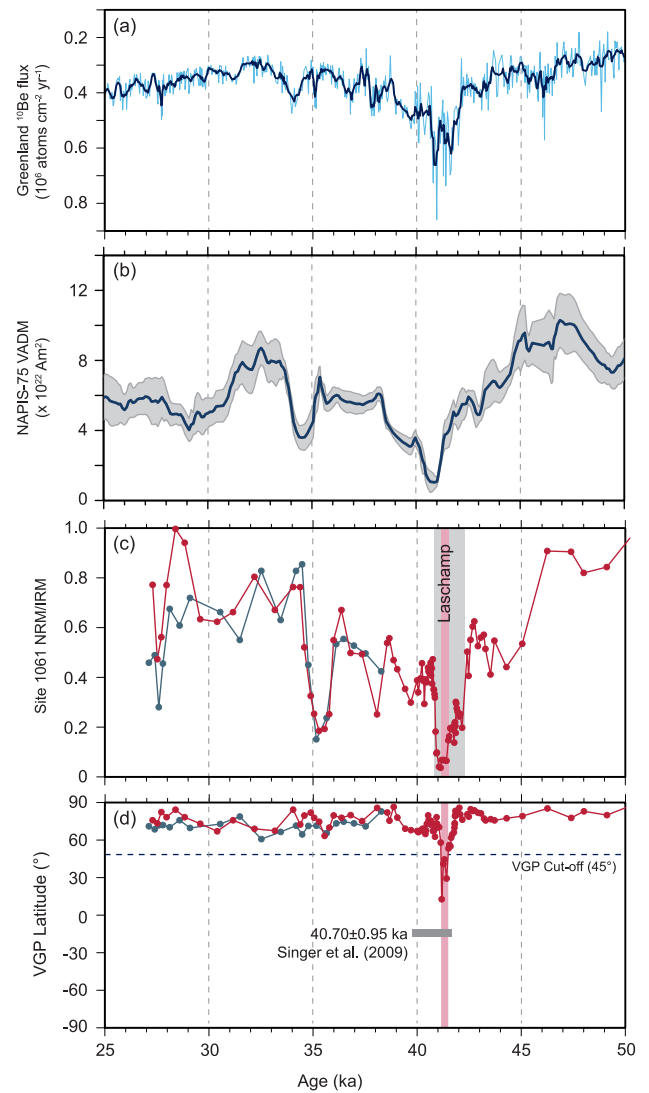 (a)
0.2
0.4
0.6
0.8
Greenland ¹⁰Be flux
(10⁶ atoms cm⁻² yr⁻¹)
(b)
12
8
4
0
NAPIS-75 VADM
(x 10²² Am²)
(c)
1.0
0.8
0.6
0.4
0.2
0
Site 1061 NRM/IRM
Laschamp
(d)
90
60
30
0
-30
-60
-90
VGP Latitude (°)
VGP Cut-off (45°)
40.70±0.95 ka
Singer et al. (2009)
25 30 35 40 45 50
Age (ka)